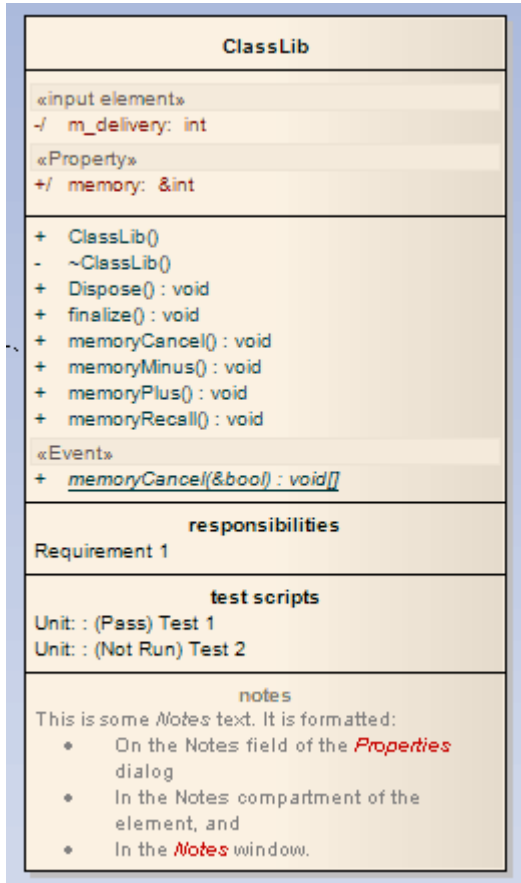 ClassLib
«input element»
-/ m_delivery: int
«Property»
+/ memory: &int
+ ClassLib()
- ~ClassLib()
+ Dispose() : void
+ finalize() : void
+ memoryCancel() : void
+ memoryMinus() : void
+ memoryPlus() : void
+ memoryRecall() : void
«Event»
+ memoryCancel(&bool) : void[]
responsibilities
Requirement 1
test scripts
Unit: : (Pass) Test 1
Unit: : (Not Run) Test 2
notes
This is some Notes text. It is formatted:
• On the Notes field of the Properties
dialog
• In the Notes compartment of the
element, and
• In the Notes window.